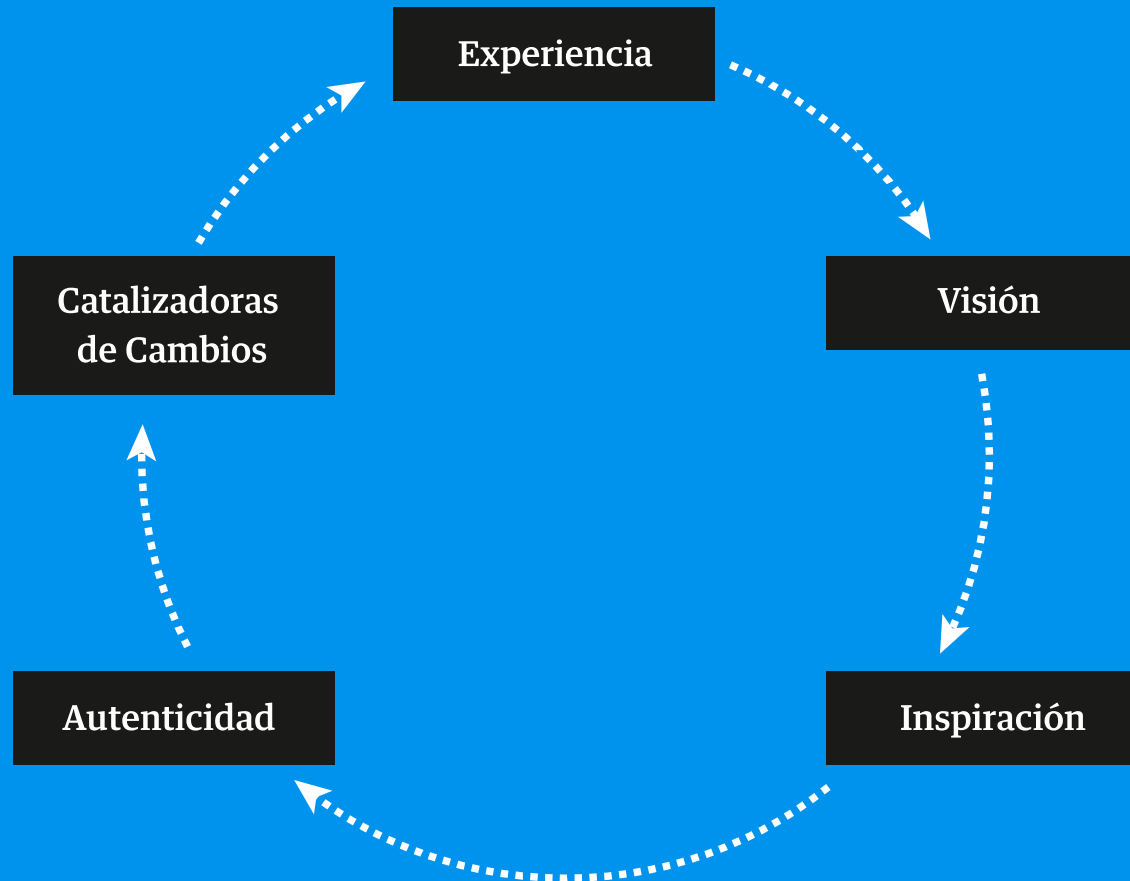 Experiencia
Catalizadoras
de Cambios
Visión
Autenticidad
Inspiración